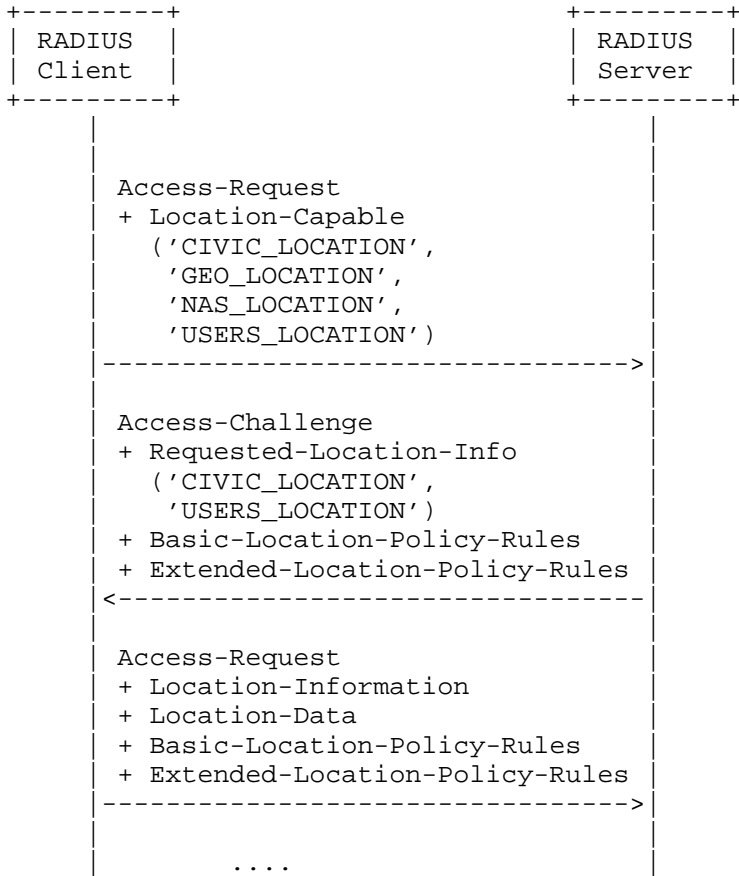 RADIUS RADIUS
Client Server
Access-Request
+ Location-Capable
('CIVIC_LOCATION',
'GEO_LOCATION',
'NAS_LOCATION',
'USERS_LOCATION')
Access-Challenge
+ Requested-Location-Info
('CIVIC_LOCATION',
'USERS_LOCATION')
+ Basic-Location-Policy-Rules
+ Extended-Location-Policy-Rules
Access-Request
+ Location-Information
+ Location-Data
+ Basic-Location-Policy-Rules
+ Extended-Location-Policy-Rules
....